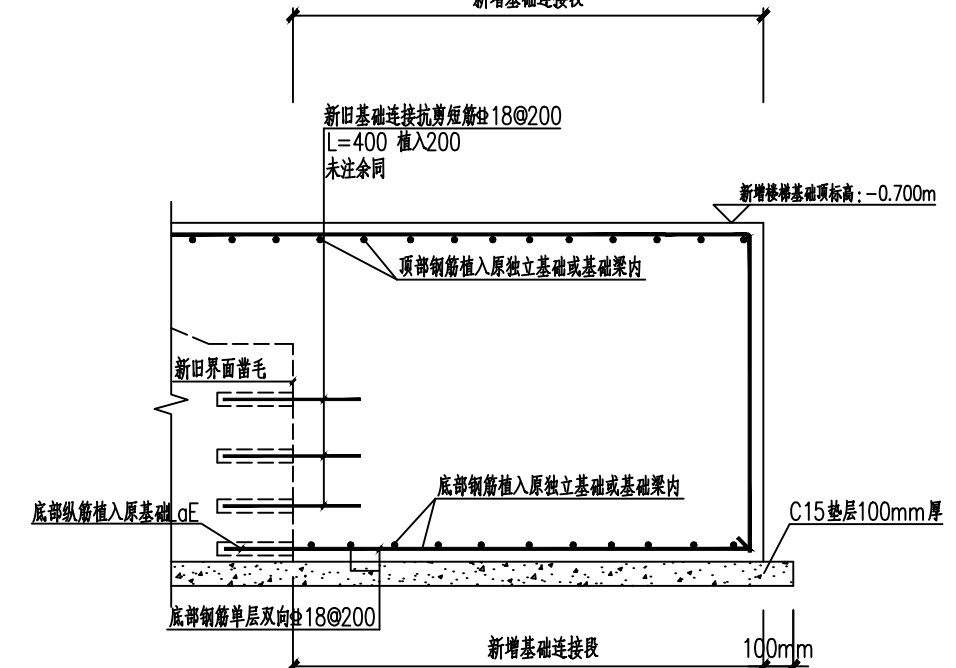 新增基础连接段
新旧基础连接抗剪短筋⌽18@200
L=400 植入200
未注余同
新增楼梯基础顶标高:-0.700m
顶部钢筋植入原独立基础或基础梁内
新旧界面凿毛
底部钢筋植入原独立基础或基础梁内
底部纵筋植入原基础LaE
C15垫层100mm厚
底部钢筋单层双向⌽18@200
新增基础连接段
100mm